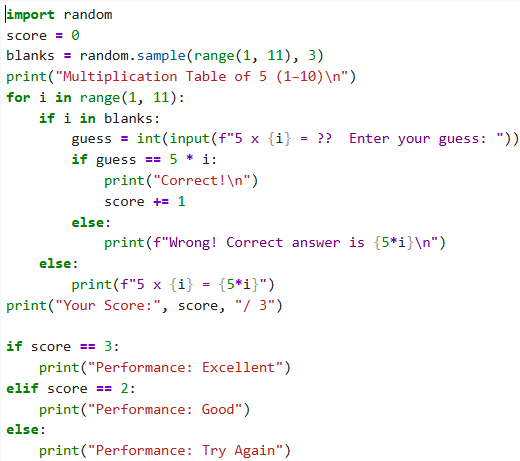 import random
score = 0
blanks = random.sample(range(1, 11), 3)
print("Multiplication Table of 5 (1–10)\n")
for i in range(1, 11):
    if i in blanks:
        guess = int(input(f"5 x {i} = ??  Enter your guess: "))
        if guess == 5 * i:
            print("Correct!\n")
            score += 1
        else:
            print(f"Wrong! Correct answer is {5*i}\n")
    else:
        print(f"5 x {i} = {5*i}")
print("Your Score:", score, "/ 3")

if score == 3:
    print("Performance: Excellent")
elif score == 2:
    print("Performance: Good")
else:
    print("Performance: Try Again")